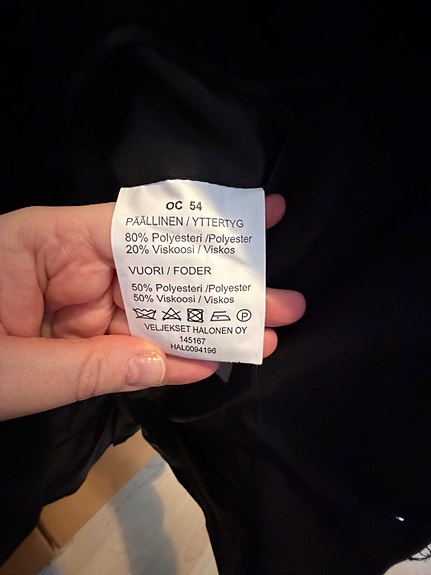 OC 54
PÄÄLLINEN / YTTERTYG
80% Polyesteri /Polyester
20% Viskoosi / Viskos
VUORI / FODER
50% Polyesteri /Polyester
50% Viskoosi / Viskos
P
VELJEKSET HALONEN OY
145167
HAL0094196